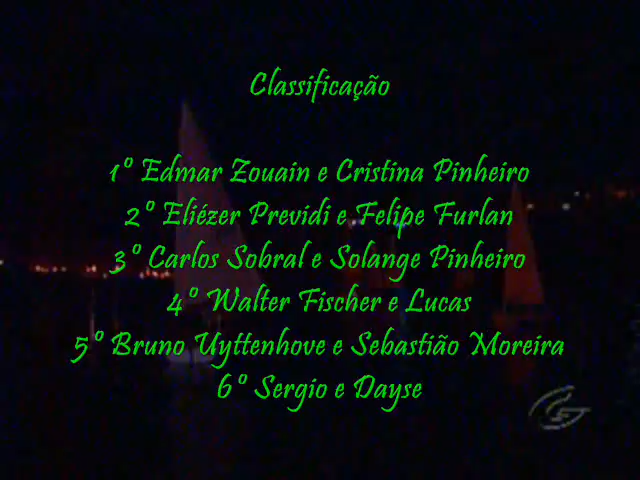 Classificação
1º Edmar Zouain e Cristina Pinheiro
2º Eliézer Previdi e Felipe Furlan
3º Carlos Sobral e Solange Pinheiro
4º Walter Fischer e Lucas
5º Bruno Uyttenhove e Sebastião Moreira
6º Sergio e Dayse